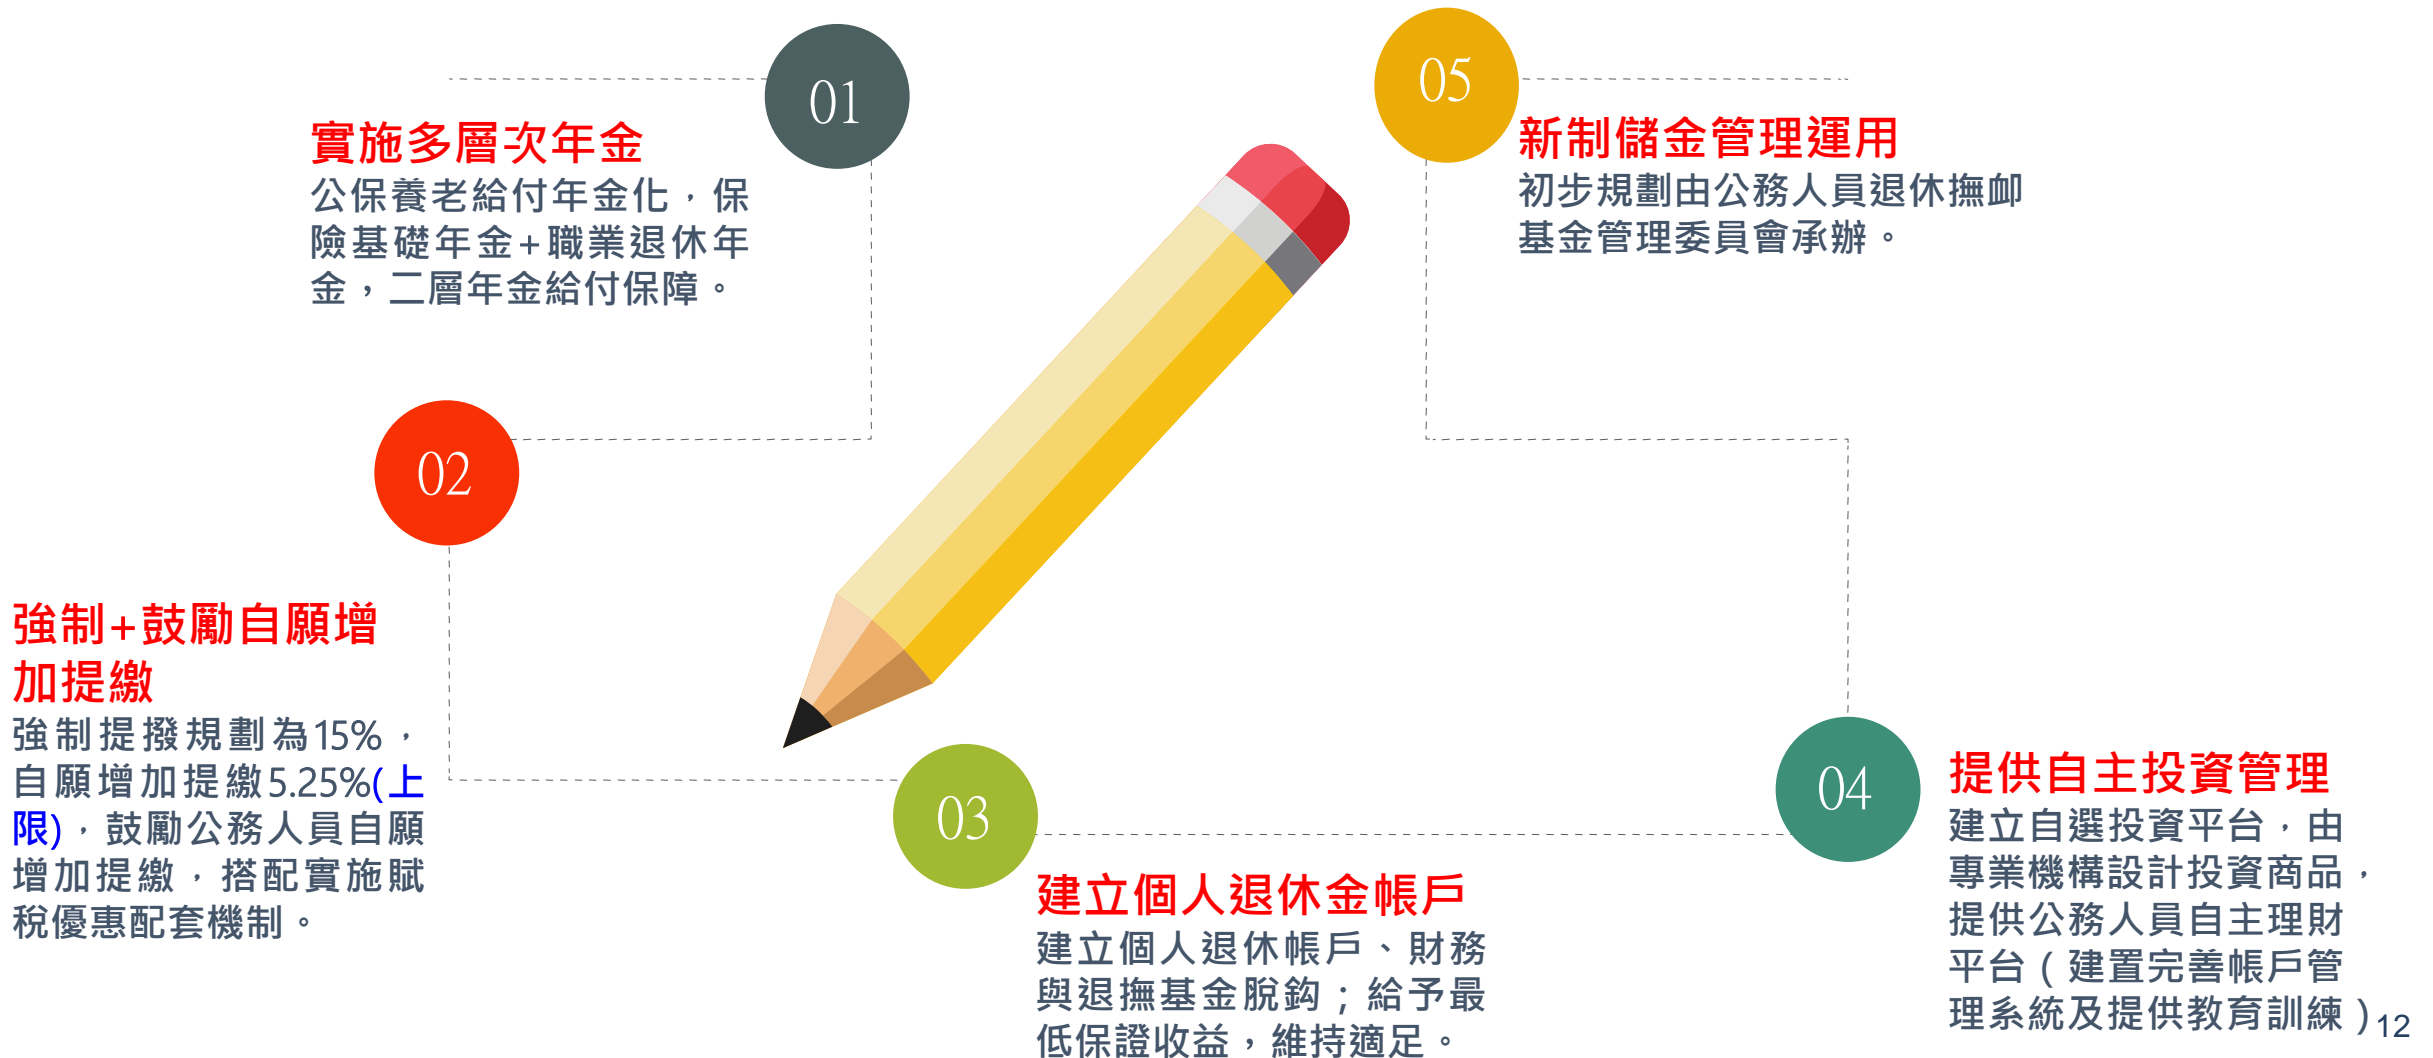 01
實施多層次年金
公保養老給付年金化，保
險基礎年金+職業退休年
金，二層年金給付保障。
02
強制+鼓勵自願增
加提繳
強制提撥規劃為15%，
自願增加提繳5.25%(上
限)，鼓勵公務人員自願
增加提繳，搭配實施賦
稅優惠配套機制。
03
建立個人退休金帳戶
建立個人退休帳戶、財務
與退撫基金脫鉤；給予最
低保證收益，維持適足。
04
提供自主投資管理
建立自選投資平台，由
專業機構設計投資商品，
提供公務人員自主理財
平台（建置完善帳戶管
理系統及提供教育訓練）
05
新制儲金管理運用
初步規劃由公務人員退休撫卹
基金管理委員會承辦。
12